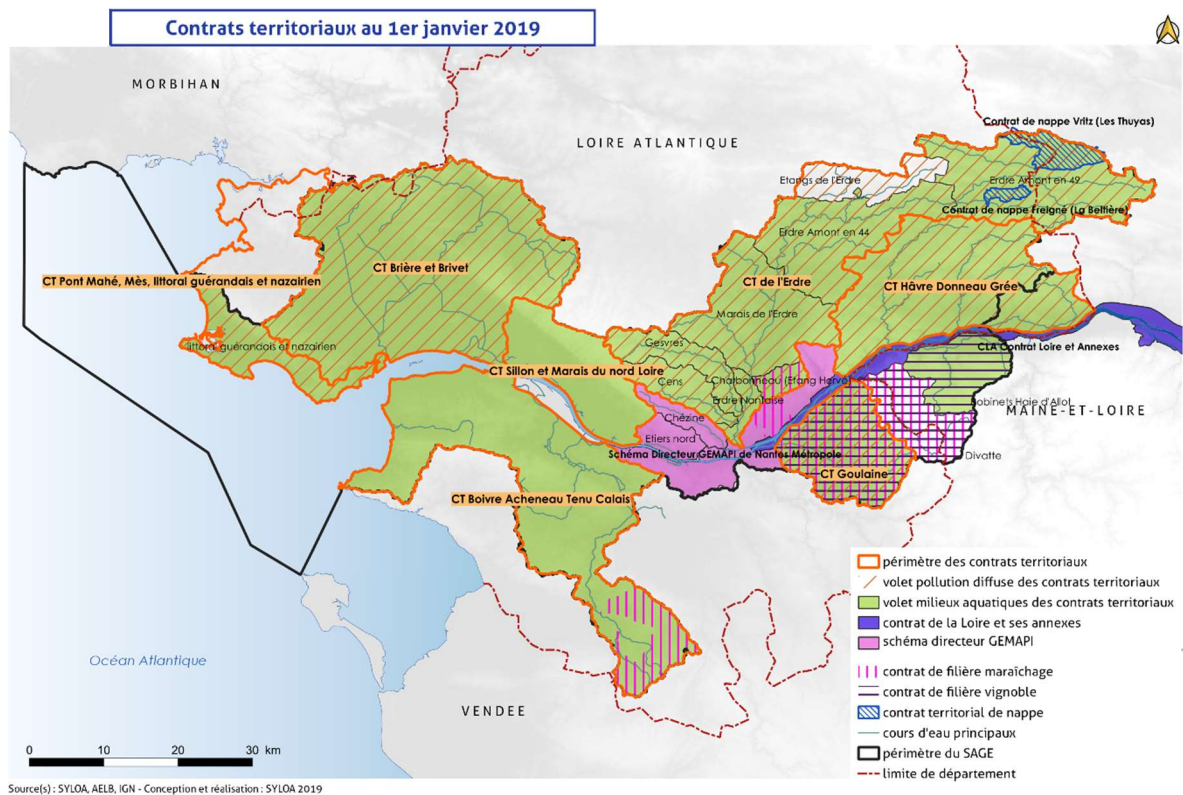 Contrats territoriaux au 1er janvier 2019
MORBIHAN
LOIRE ATLANTIQUE
Contrat de nappe Vritz (Les Thuyas)
Etangs de l'Erdre
Erdre Amont en 49
Contrat de nappe Freigné (La Beltière)
Erdre Amont en 44
CT Brière et Brivet
CT Pont Mahé, Mès, littoral guérandais et nazairien
CT de l'Erdre
CT Hâvre Donneau Grée
Marais de l'Erdre
littoral guérandais et nazairien
Gesvres
CLA Contrat Loire et Annexes
CT Sillon et Marais du nord Loire
Cens
Charbonneau (Etang Hervé)
Erdre Nantaise
Robinets Haie d'Allot
MAINE-ET-LOIRE
Chézine
Etiers nord
Schéma Directeur GEMAPI de Nantes Métropole
Divatte
CT Goulaine
CT Boivre Acheneau Tenu Calais
périmètre des contrats territoriaux
volet pollution diffuse des contrats territoriaux
volet milieux aquatiques des contrats territoriaux
contrat de la Loire et ses annexes
schéma directeur GEMAPI
contrat de filière maraîchage
contrat de filière vignoble
contrat territorial de nappe
cours d'eau principaux
périmètre du SAGE
limite de département
Océan Atlantique
VENDEE
0 10 20 30 km
Source(s) : SYLOA, AELB, IGN - Conception et réalisation : SYLOA 2019